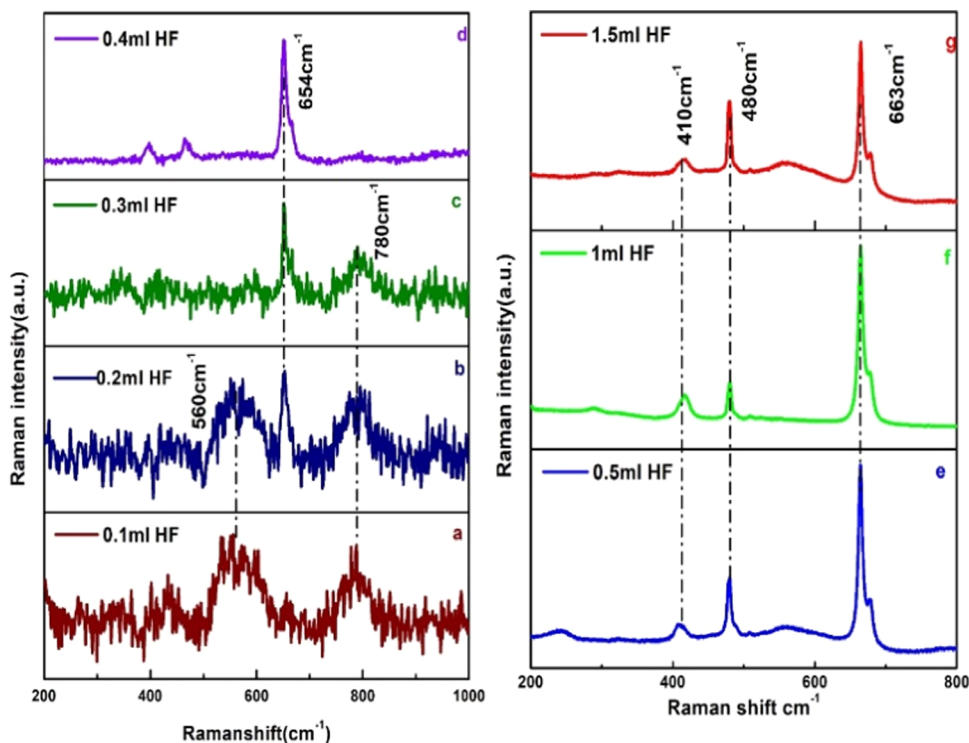 0.4ml HF
d
654cm⁻¹
0.3ml HF
c
780cm⁻¹
0.2ml HF
b
560cm⁻¹
0.1ml HF
a
200 400 600 800 1000
Ramanshift(cm⁻¹)
Raman intensity(a.u.)
1.5ml HF
g
410cm⁻¹
480cm⁻¹
663cm⁻¹
1ml HF
f
0.5ml HF
e
200 400 600 800
Raman shift cm⁻¹
Raman intensity(a.u.)